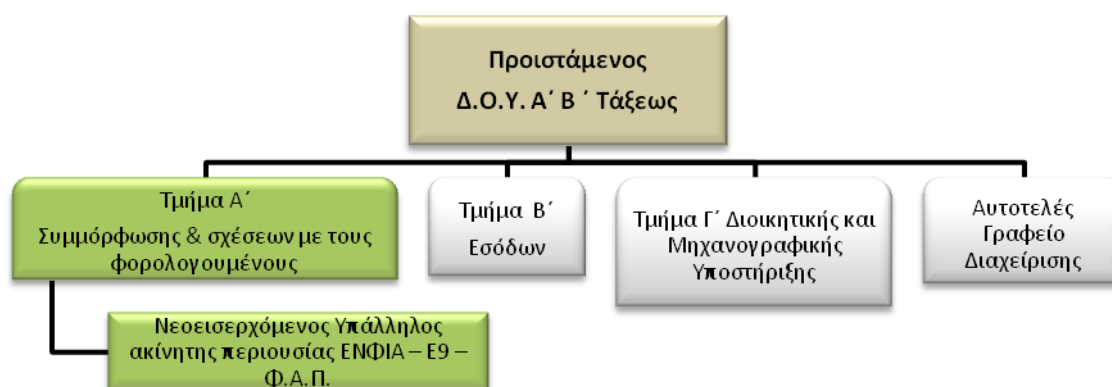 Προιστάμενος
Δ.Ο.Υ. Α΄ Β ΄ Τάξεως
Τμήμα Α΄
Συμμόρφωσης & σχέσεων με τους
φορολογουμένους
Τμήμα Β΄
Εσόδων
Τμήμα Γ΄ Διοικητικής και
Μηχανογραφικής
Υποστήριξης
Αυτοτελές
Γραφείο
Διαχείρισης
Νεοεισερχόμενος Υπάλληλος
ακίνητης περιουσίας ΕΝΦΙΑ – Ε9 –
Φ.Α.Π.